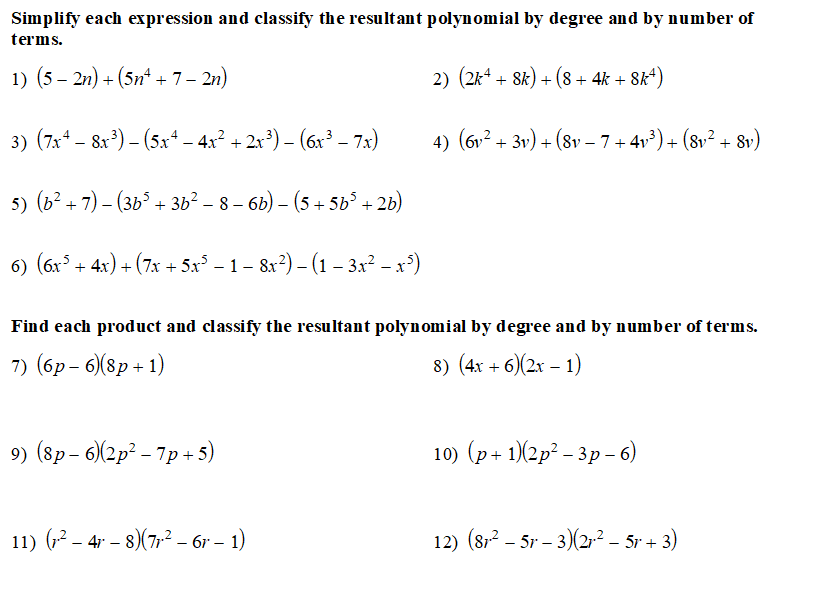 Simplify each expression and classify the resultant polynomial by degree and by number of
terms.
1) (5 – 2n) + (5n⁴ + 7 – 2n)
2) (2k⁴ + 8k) + (8 + 4k + 8k⁴)
3) (7x⁴ – 8x³) – (5x⁴ – 4x² + 2x³) – (6x³ – 7x)
4) (6v² + 3v) + (8v – 7 + 4v³) + (8v² + 8v)
5) (b² + 7) – (3b⁵ + 3b² – 8 – 6b) – (5 + 5b⁵ + 2b)
6) (6x⁵ + 4x) + (7x + 5x⁵ – 1 – 8x²) – (1 – 3x² – x⁵)
Find each product and classify the resultant polynomial by degree and by number of terms.
7) (6p – 6)(8p + 1)
8) (4x + 6)(2x – 1)
9) (8p – 6)(2p² – 7p + 5)
10) (p + 1)(2p² – 3p – 6)
11) (r² – 4r – 8)(7r² – 6r – 1)
12) (8r² – 5r – 3)(2r² – 5r + 3)